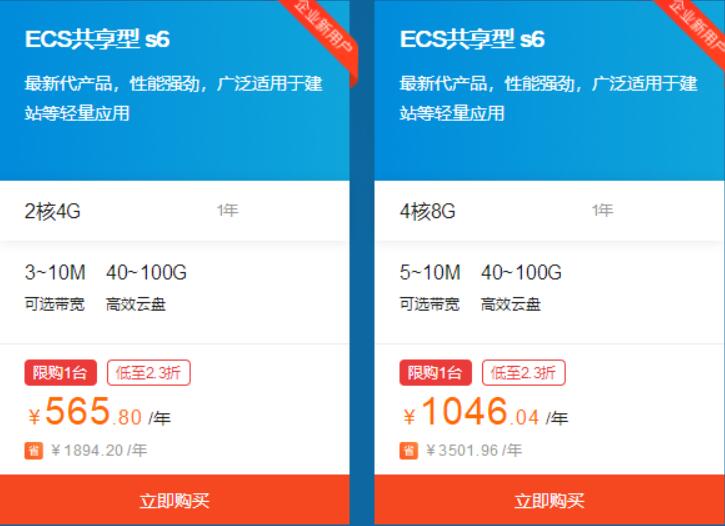 企业新用户
ECS共享型 s6
最新代产品，性能强劲，广泛适用于建
站等轻量应用
2核4G 1年
3~10M 40~100G
可选带宽 高效云盘
限购1台 低至2.3折
￥565.80 /年
省 ￥1894.20 /年
立即购买
企业新用户
ECS共享型 s6
最新代产品，性能强劲，广泛适用于建
站等轻量应用
4核8G 1年
5~10M 40~100G
可选带宽 高效云盘
限购1台 低至2.3折
￥1046.04 /年
省 ￥3501.96 /年
立即购买